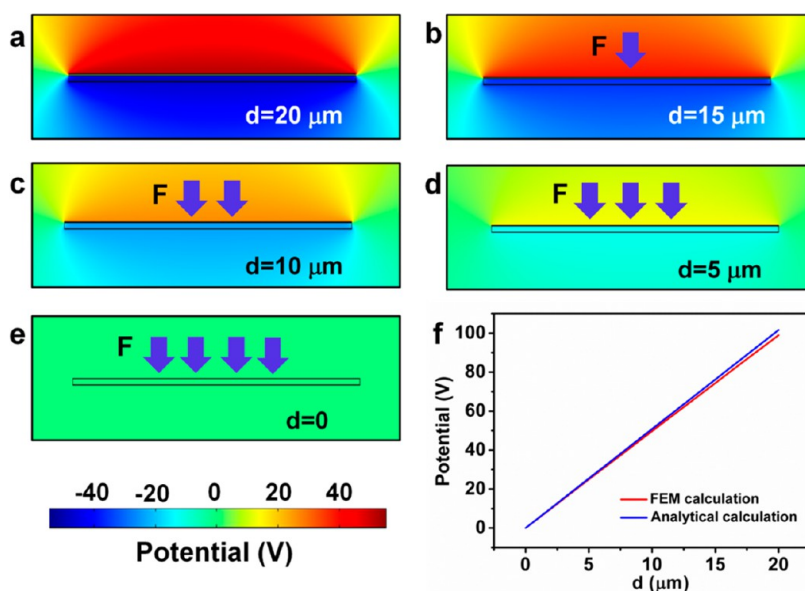 a
d=20 μm
b
F
d=15 μm
c
F
d=10 μm
d
F
d=5 μm
e
F
d=0
-40 -20 0 20 40
Potential (V)
f
100
80
60
40
20
0
Potential (V)
FEM calculation
Analytical calculation
0 5 10 15 20
d (μm)